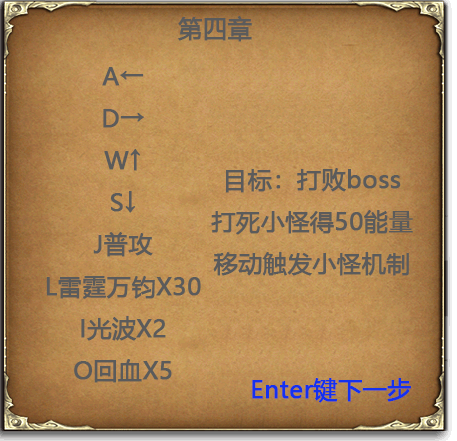 第四章
A←
D→
W↑
S↓
J普攻
L雷霆万钧X30
I光波X2
O回血X5
目标：打败boss
打死小怪得50能量
移动触发小怪机制
Enter键下一步